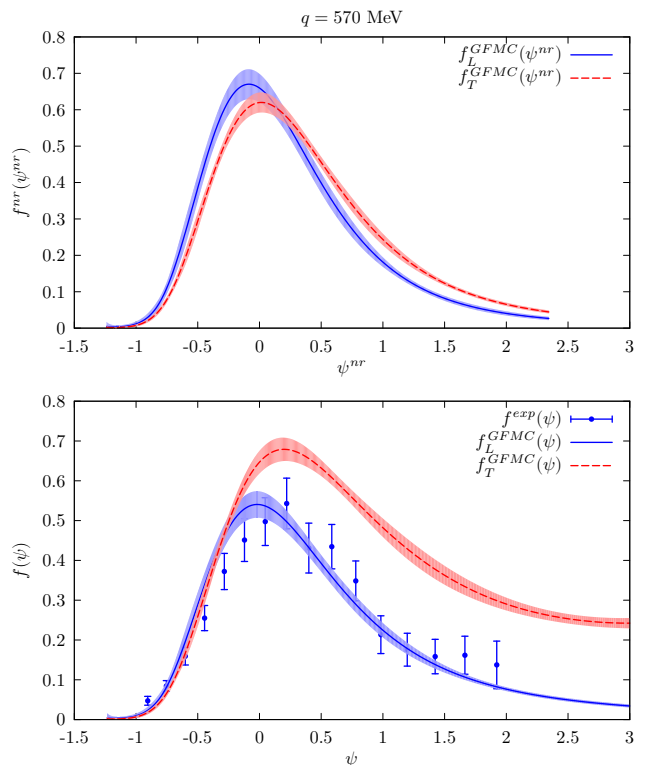 q = 570 MeV
0.8
f_L^{GFMC}(ψ^{nr})
0.7
f_T^{GFMC}(ψ^{nr})
0.6
0.5
f^{nr}(ψ^{nr})
0.4
0.3
0.2
0.1
0
-1.5 -1 -0.5 0 0.5 1 1.5 2 2.5 3
ψ^{nr}
0.8
f^{exp}(ψ)
f_L^{GFMC}(ψ)
0.7
f_T^{GFMC}(ψ)
0.6
0.5
f(ψ)
0.4
0.3
0.2
0.1
0
-1.5 -1 -0.5 0 0.5 1 1.5 2 2.5 3
ψ